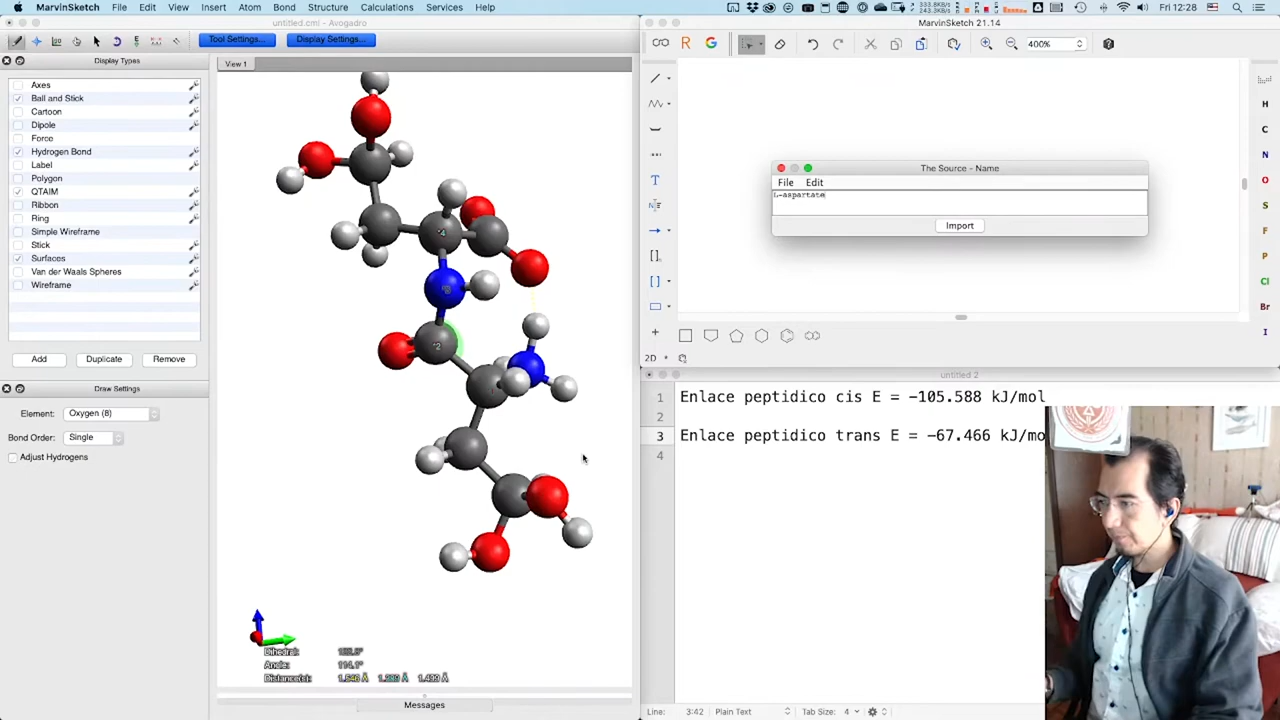 MarvinSketch File Edit View Insert Atom Bond Structure Calculations Services Help
333.8KB/s
Fri 12:28
untitled.cml - Avogadro
Tool Settings... Display Settings...
Display Types
View 1
Axes
Ball and Stick
Cartoon
Dipole
Force
Hydrogen Bond
Label
Polygon
QTAIM
Ribbon
Ring
Simple Wireframe
Stick
Surfaces
Van der Waals Spheres
Wireframe
Add Duplicate Remove
Draw Settings
Element: Oxygen (8)
Bond Order: Single
Adjust Hydrogens
Dihedral:
Angle: 114.1°
Distance(s):
Messages
MarvinSketch 21.14
R G 400%
The Source - Name
File Edit
L-aspartate
Import
T
H
C
N
O
S
F
P
Cl
Br
I
2D
untitled 2
1 Enlace peptidico cis E = -105.588 kJ/mol
2
3 Enlace peptidico trans E = -67.466 kJ/mo
4
Line: 3:42 Plain Text Tab Size: 4